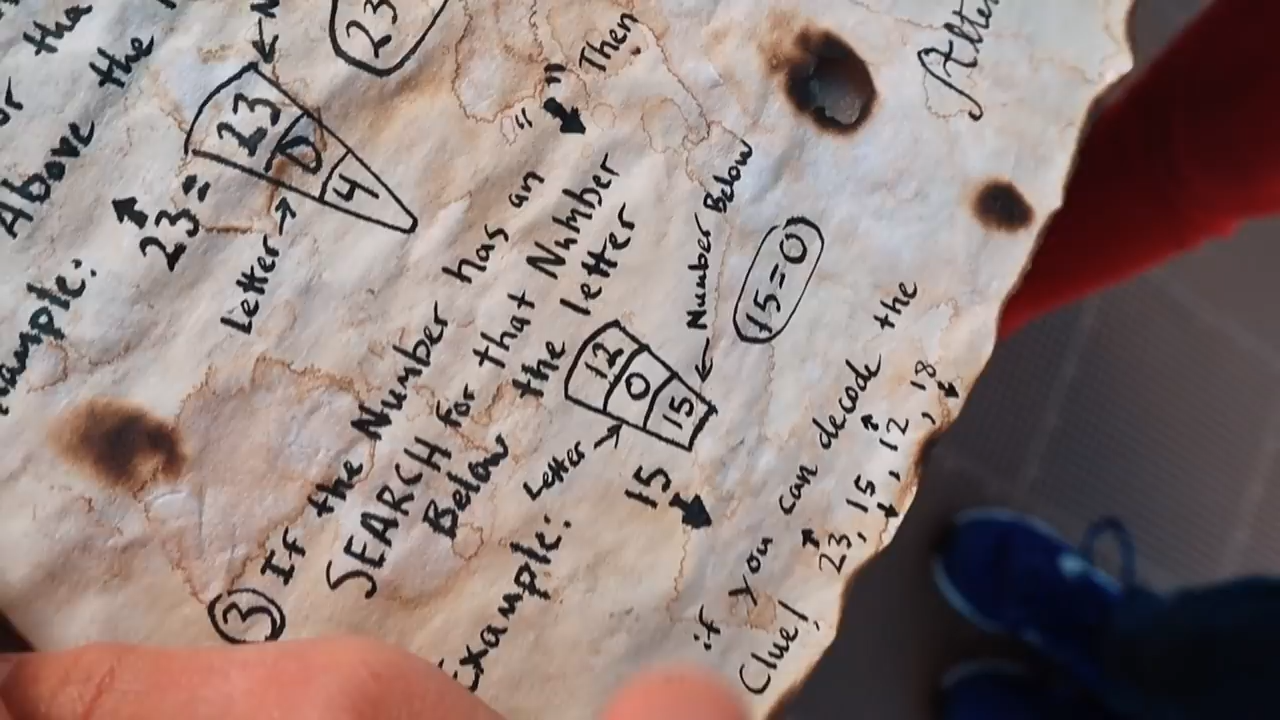 Above the
23
↑ 23 =
23
D
4
Letter →
③ If the Number has an " ↓ " Then
SEARCH for that Number
Below the letter
Example:
15 ↓
12
O
15
Letter →
← Number Below
15=O
if you can decode the
Clue! 23, 15, 12, 18